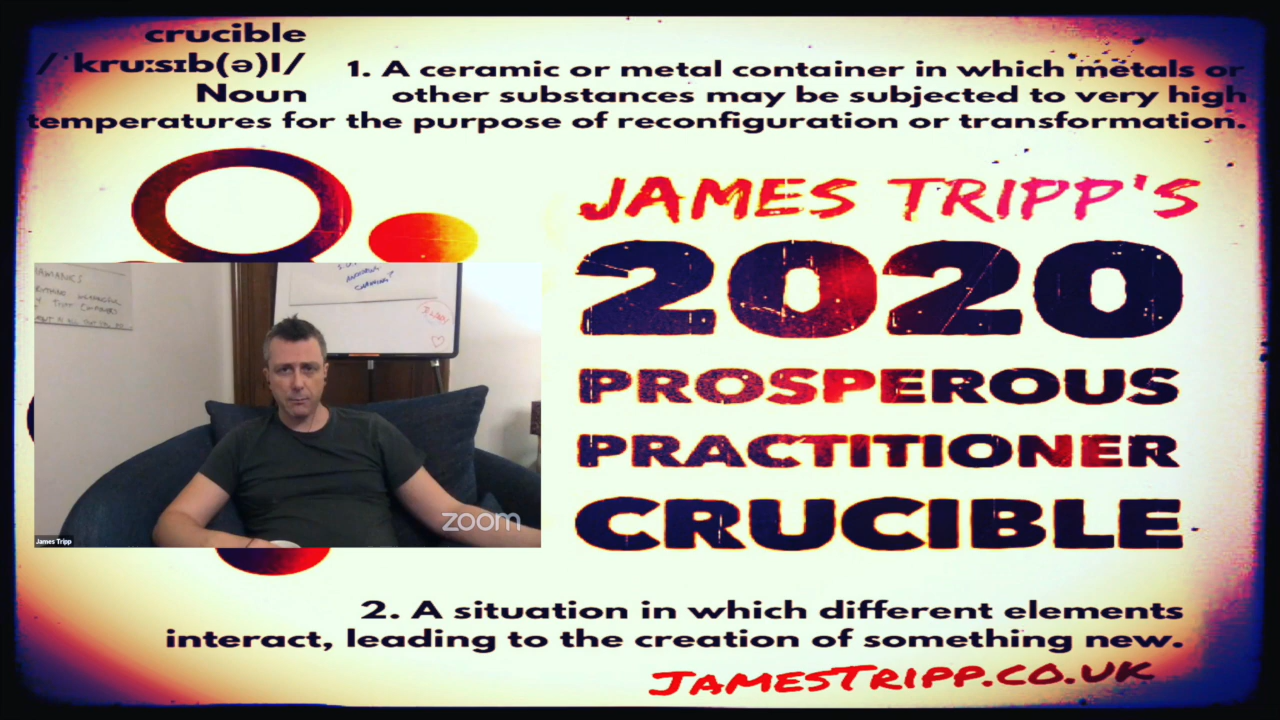 crucible
/ˈkruːsɪb(ə)l/
Noun
1. A ceramic or metal container in which metals or
other substances may be subjected to very high
temperatures for the purpose of reconfiguration or transformation.
JAMES TRIPP'S
2020
PROSPEROUS
PRACTITIONER
CRUCIBLE
AWKWARD
CHANNING?
zoom
James Tripp
2. A situation in which different elements
interact, leading to the creation of something new.
JAMESTRIPP.CO.UK